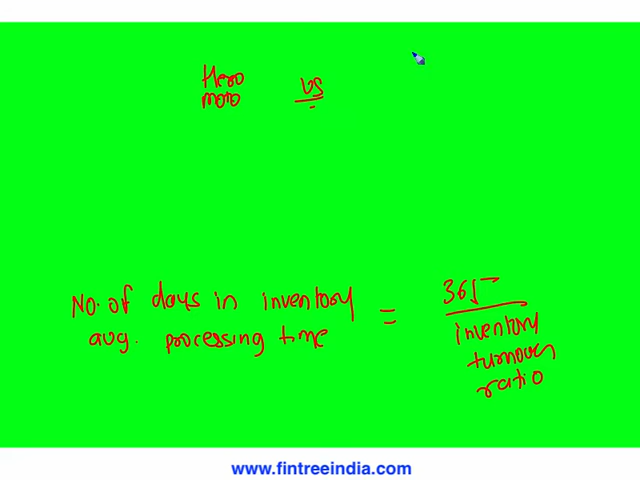 Hero vs
moto
No. of days in inventory
avg. processing time = 365
inventory
turnover
ratio
www.fintreeindia.com